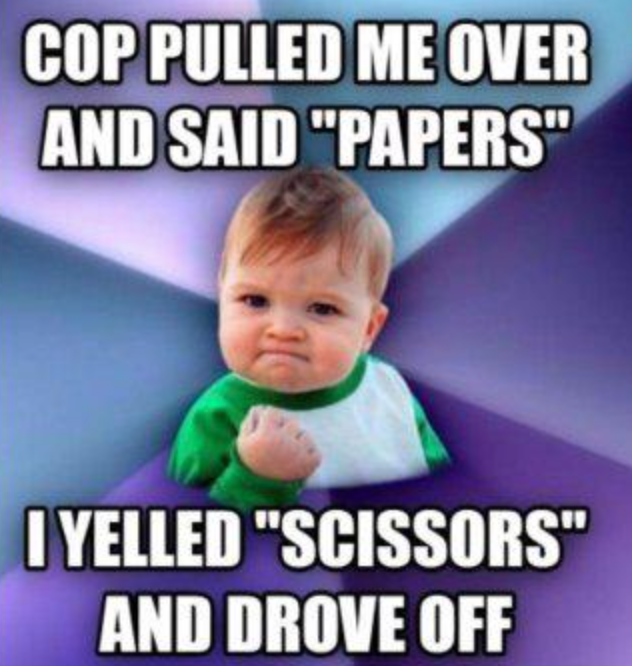 COP PULLED ME OVER
AND SAID "PAPERS"
I YELLED "SCISSORS"
AND DROVE OFF